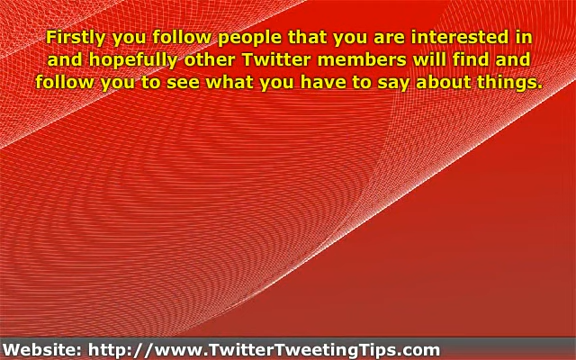 Firstly you follow people that you are interested in
and hopefully other Twitter members will find and
follow you to see what you have to say about things.
Website: http://www.TwitterTweetingTips.com